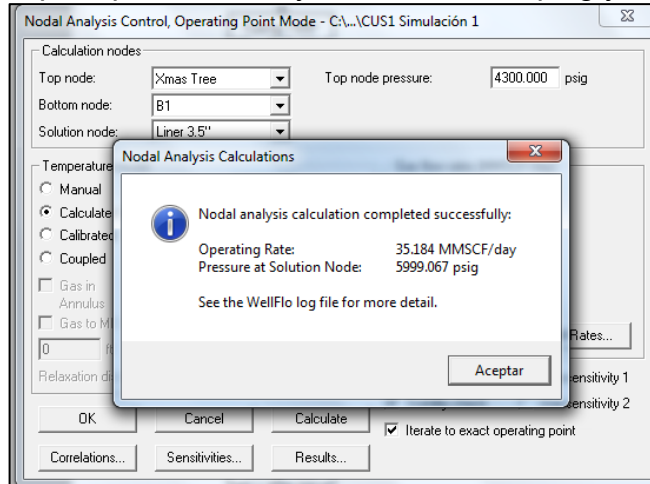 Nodal Analysis Control, Operating Point Mode - C:\...\CUS1 Simulación 1
Calculation nodes
Top node: Xmas Tree Top node pressure: 4300.000 psig
Bottom node: B1
Solution node: Liner 3.5"
Temperature
Nodal Analysis Calculations
Manual
Calculate
Calibrated
Coupled
Nodal analysis calculation completed successfully:
Operating Rate: 35.184 MMSCF/day
Pressure at Solution Node: 5999.067 psig
See the WellFlo log file for more detail.
Gas in
Annulus
Gas to M
0
Rates...
Aceptar
Relaxation di
ensitivity 1
ensitivity 2
OK Cancel Calculate
Iterate to exact operating point
Correlations... Sensitivities... Results...